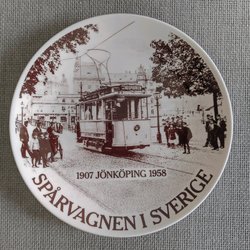 1907 JÖNKÖPING 1958
SPÅRVAGNEN I SVERIGE